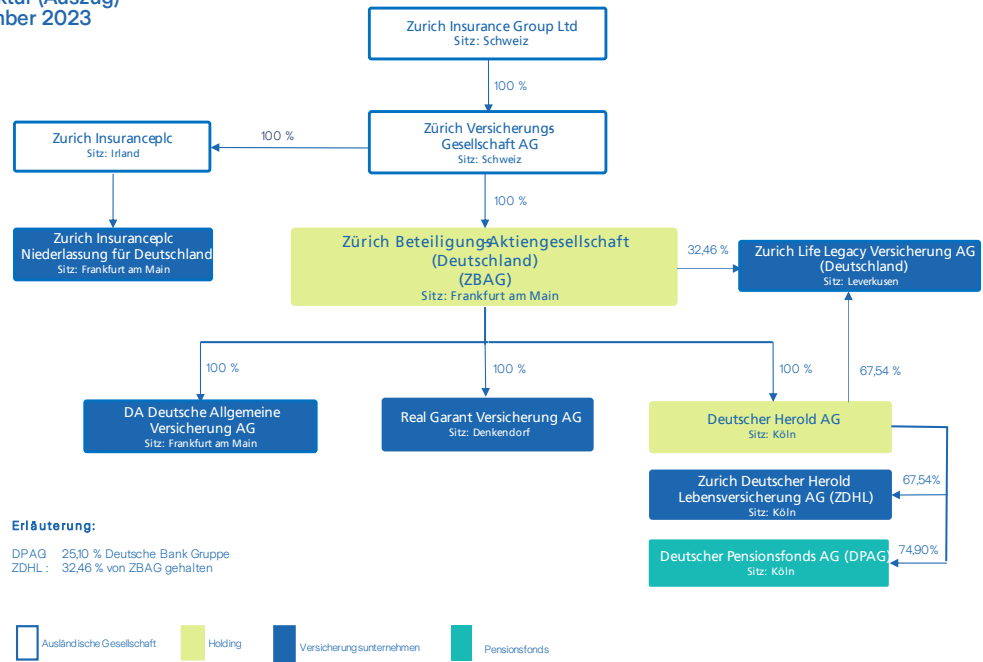 mber 2023
Zurich Insurance Group Ltd
Sitz: Schweiz
100 %
Zurich Insuranceplc
Sitz: Irland
100 %
Zürich Versicherungs
Gesellschaft AG
Sitz: Schweiz
100 %
Zurich Insuranceplc
Niederlassung für Deutschland
Sitz: Frankfurt am Main
Zürich Beteiligungs-Aktiengesellschaft
(Deutschland)
(ZBAG)
Sitz: Frankfurt am Main
32,46 %
Zurich Life Legacy Versicherung AG
(Deutschland)
Sitz: Leverkusen
100 %
100 %
100 %
67,54 %
DA Deutsche Allgemeine
Versicherung AG
Sitz: Frankfurt am Main
Real Garant Versicherung AG
Sitz: Denkendorf
Deutscher Herold AG
Sitz: Köln
Zurich Deutscher Herold
Lebensversicherung AG (ZDHL)
Sitz: Köln
67,54%
Deutscher Pensionsfonds AG (DPAG)
Sitz: Köln
74,90%
Erläuterung:
DPAG 25,10 % Deutsche Bank Gruppe
ZDHL : 32,46 % von ZBAG gehalten
Ausländische Gesellschaft
Holding
Versicherungsunternehmen
Pensionsfonds